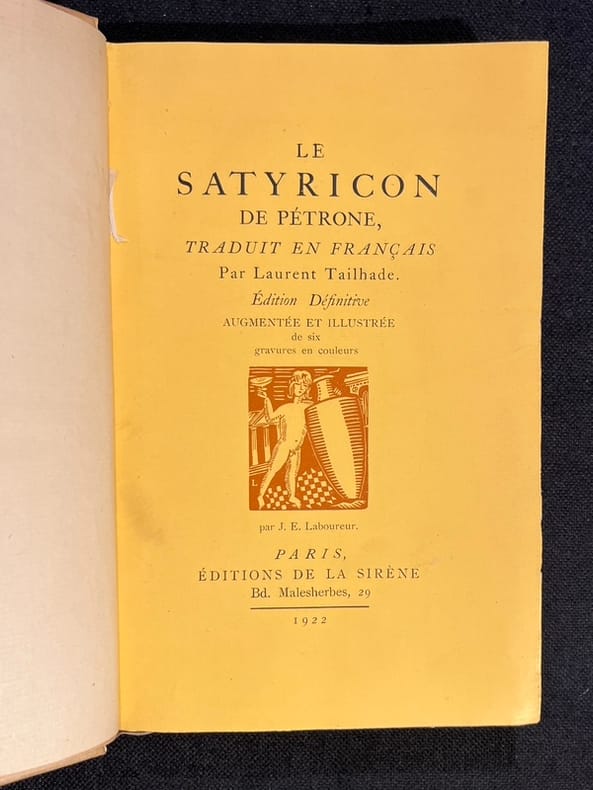 LE
SATYRICON
DE PÉTRONE,
TRADUIT EN FRANÇAIS
Par Laurent Tailhade.
Édition Définitive
AUGMENTÉE ET ILLUSTRÉE
de six
gravures en couleurs
L
par J. E. Laboureur.
PARIS,
ÉDITIONS DE LA SIRÈNE
Bd. Malesherbes, 29
1922